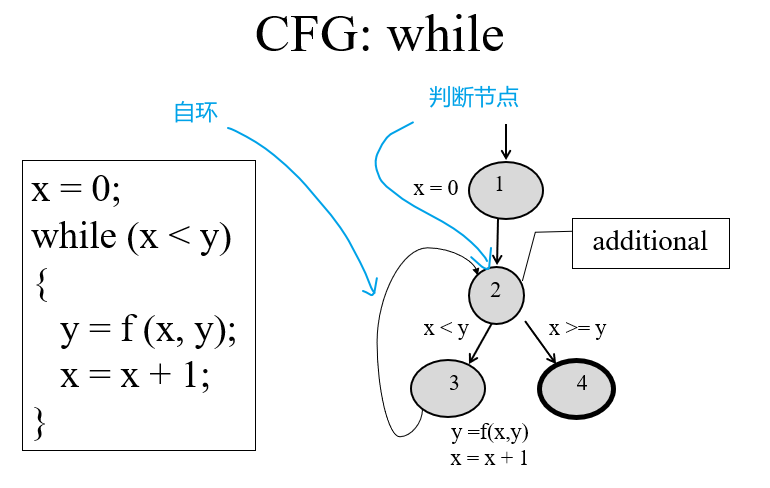 CFG: while
自环
判断节点
x = 0;
while (x < y)
{
y = f (x, y);
x = x + 1;
}
x = 0
1
additional
2
x < y
x >= y
3
4
y =f(x,y)
x = x + 1